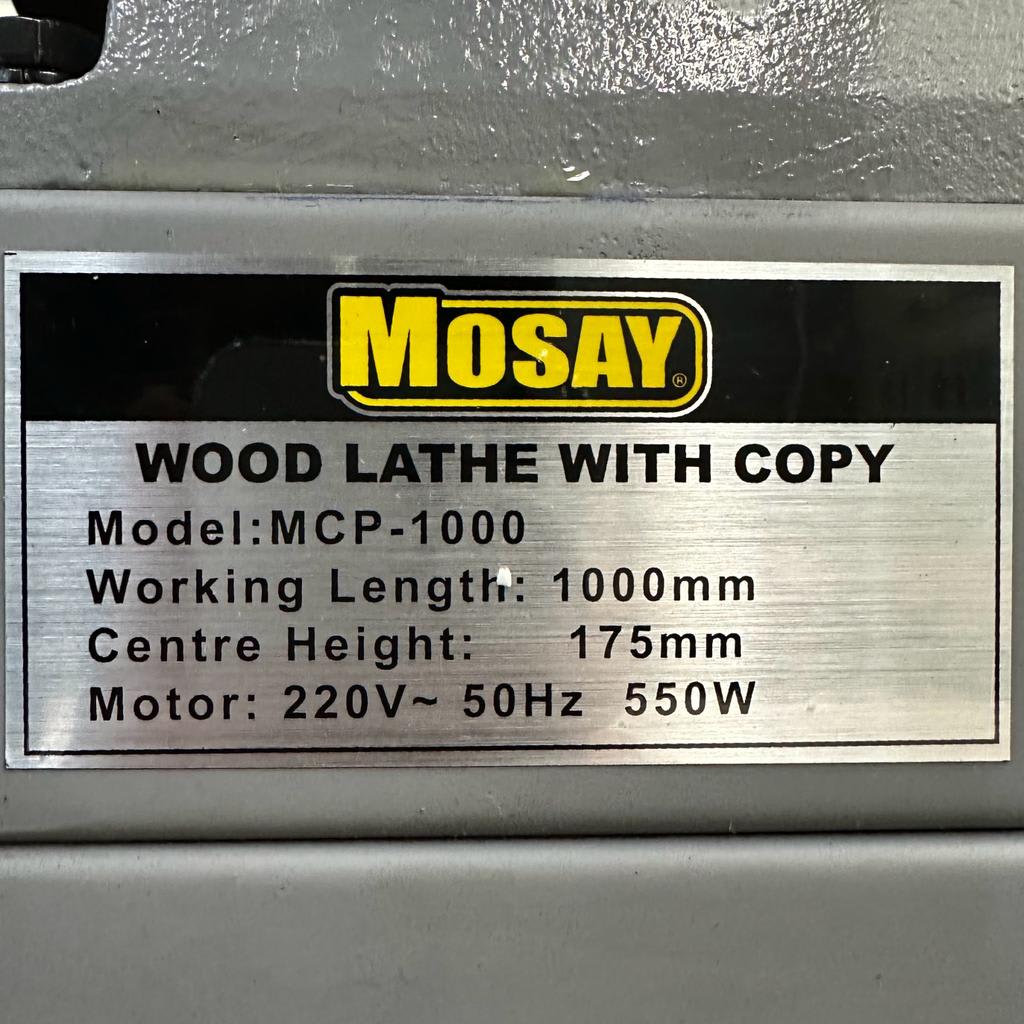 MOSAY®
WOOD LATHE WITH COPY
Model:MCP-1000
Working Length: 1000mm
Centre Height: 175mm
Motor: 220V~ 50Hz 550W